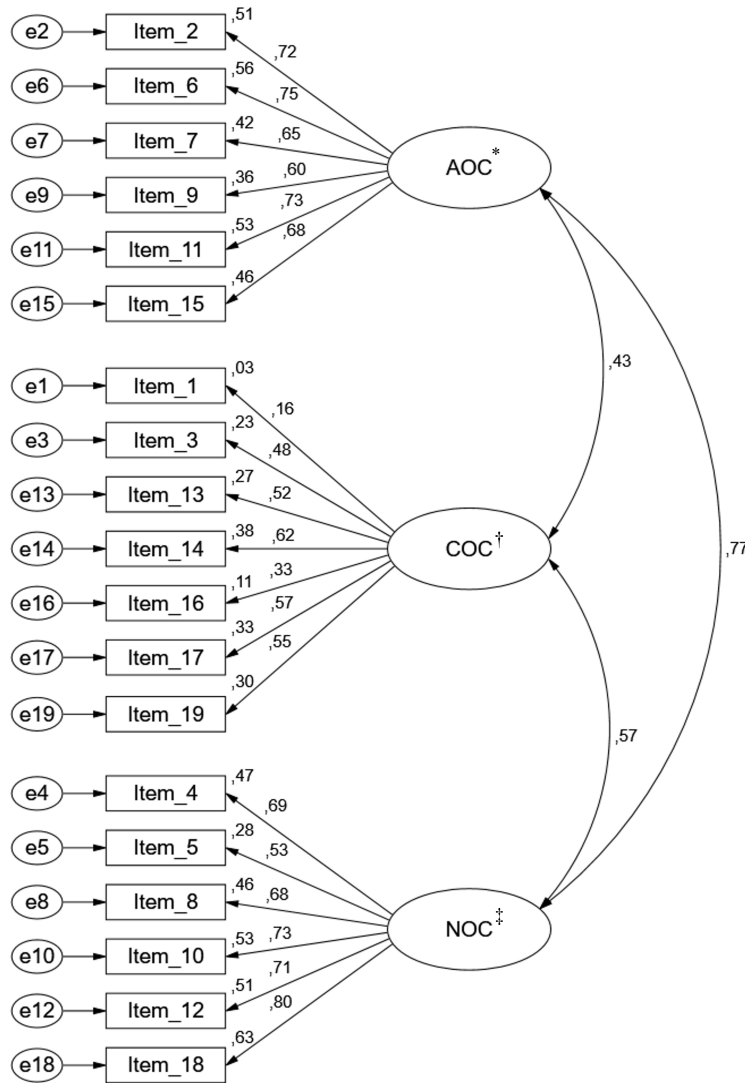 ,51
e2 Item_2
,72
,56
e6 Item_6
,75
,42
e7 Item_7
,65
AOC*
,36
,60
e9 Item_9
,73
,53
e11 Item_11
,68
,46
e15 Item_15
,43
,03
e1 Item_1
,16
,23
e3 Item_3
,48
,27
e13 Item_13
,52
,38
,62
e14 Item_14
COC†
,77
,11
,33
e16 Item_16
,57
,33
e17 Item_17
,55
,30
e19 Item_19
,57
,47
e4 Item_4
,69
,28
e5 Item_5
,53
,46
,68
e8 Item_8
NOC‡
,53
,73
e10 Item_10
,71
,51
e12 Item_12
,80
,63
e18 Item_18